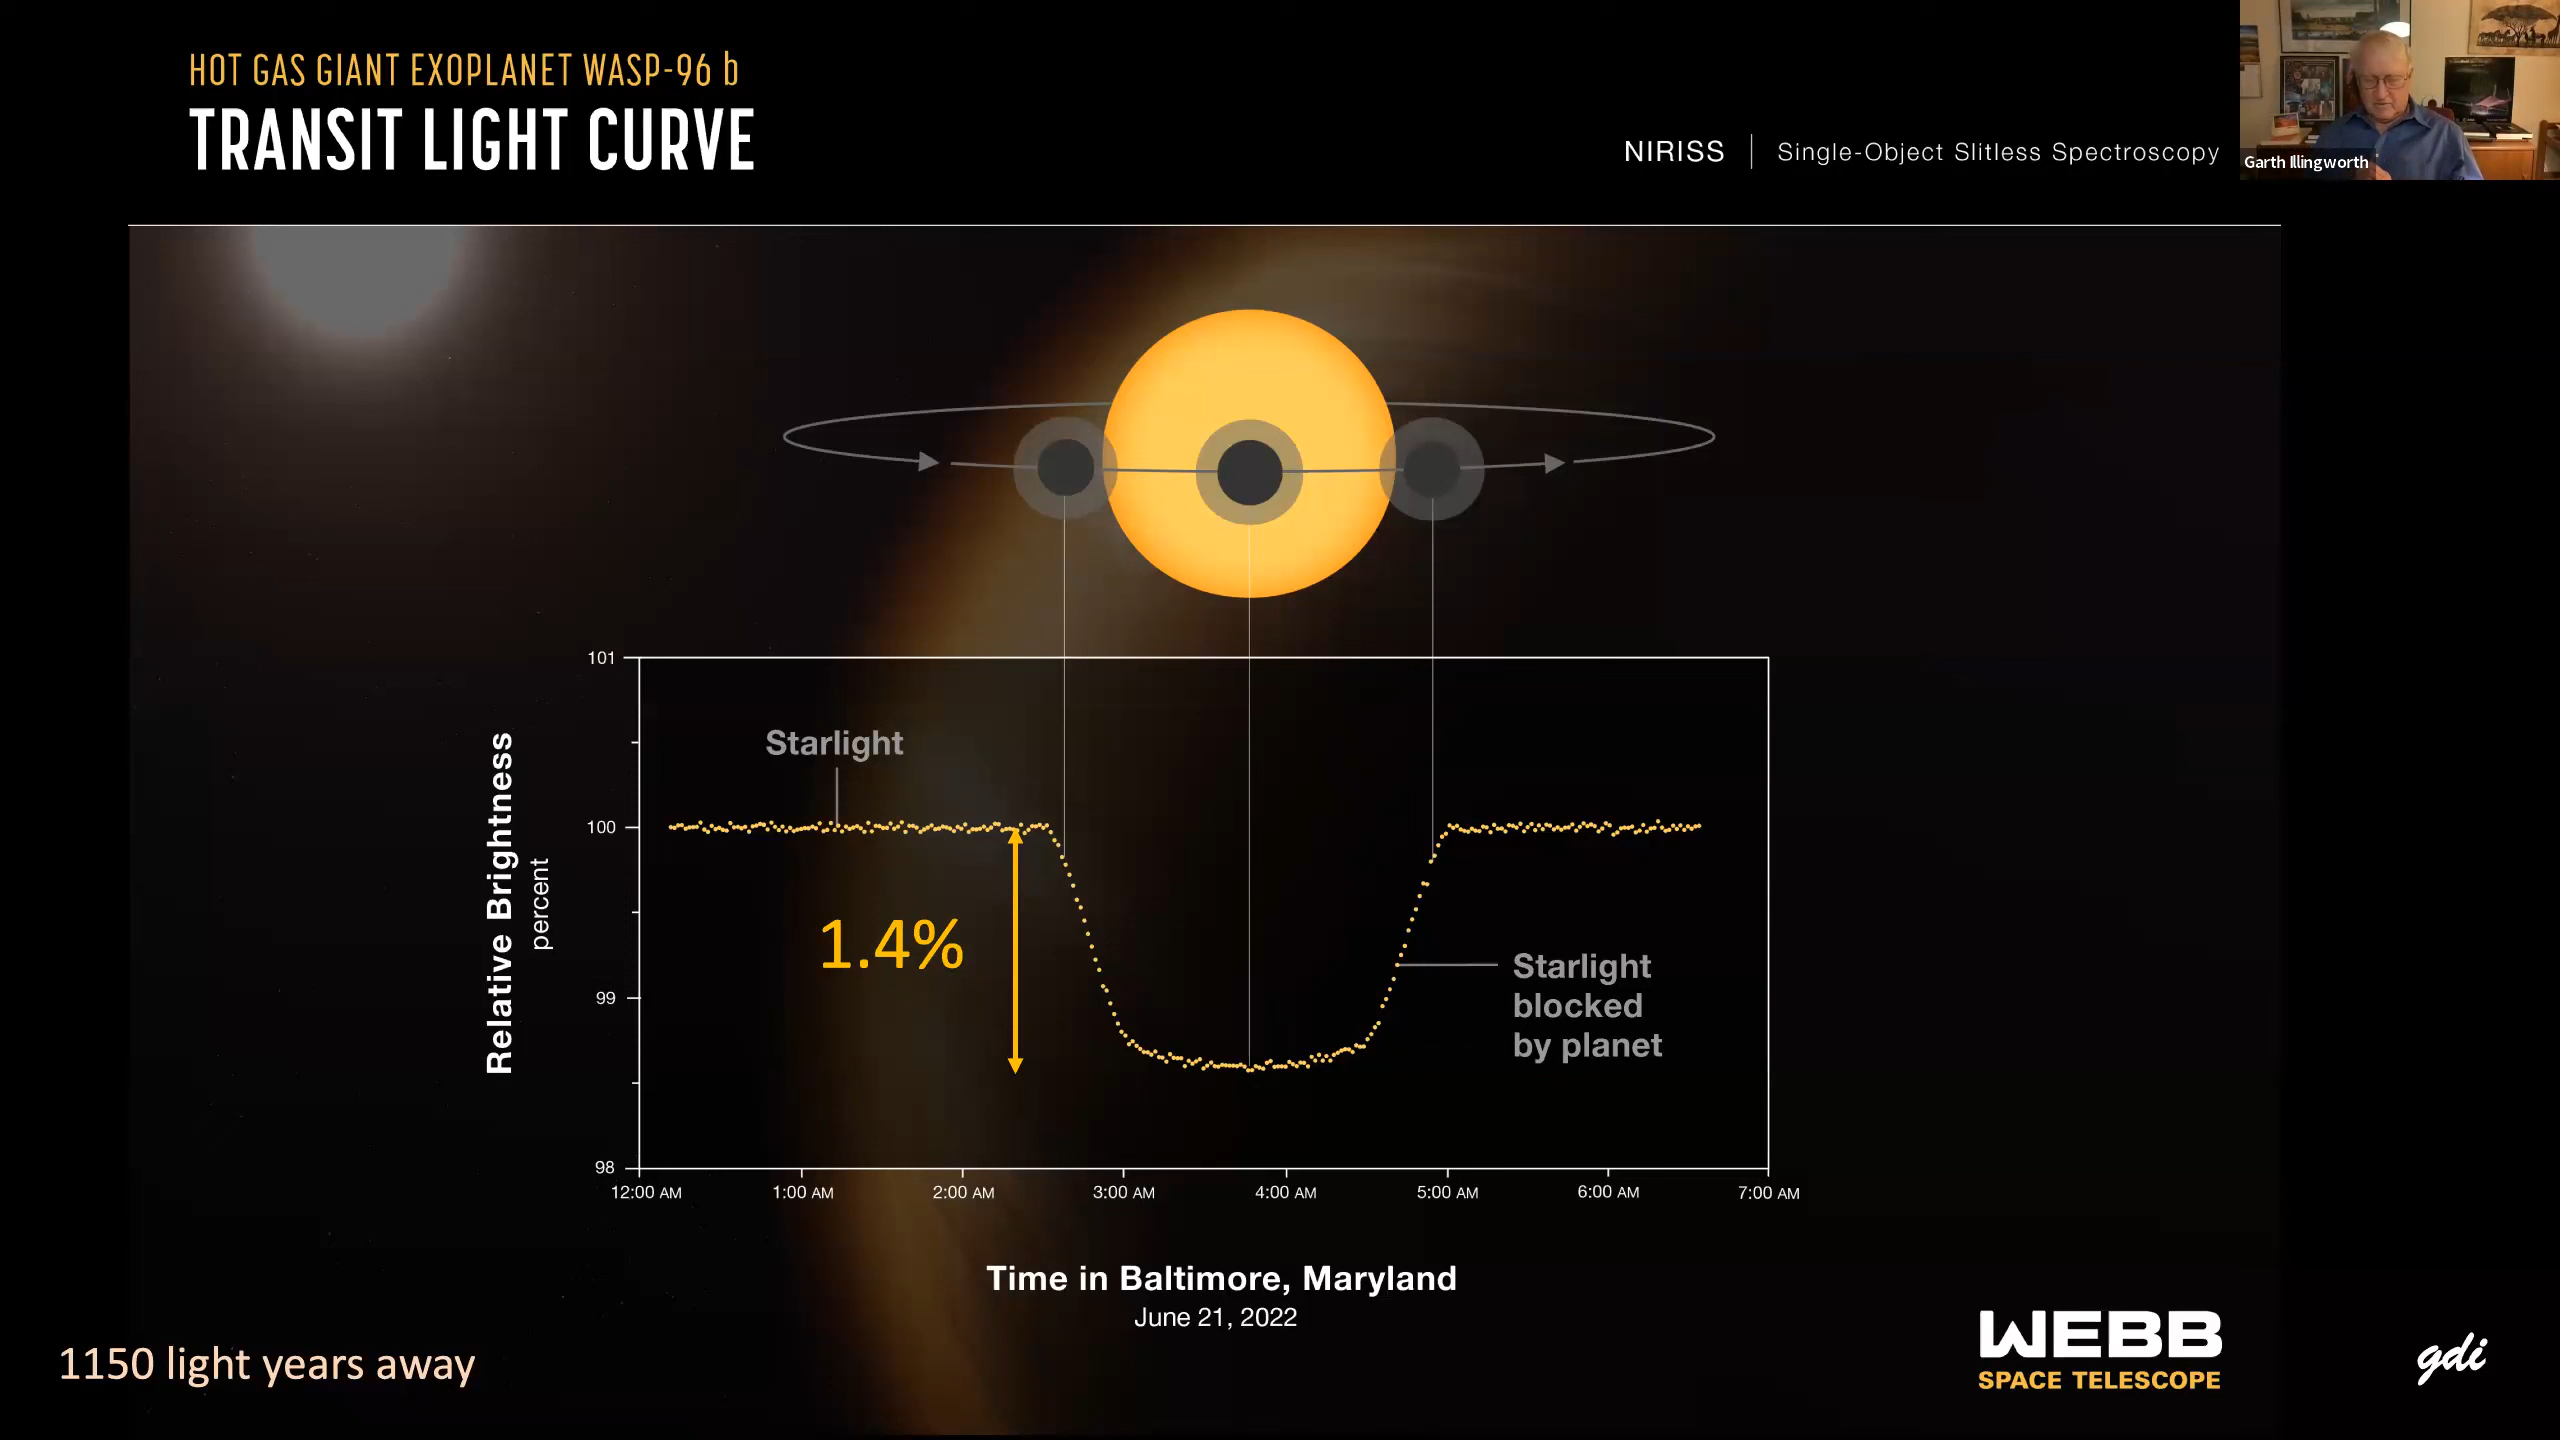 HOT GAS GIANT EXOPLANET WASP-96 b
TRANSIT LIGHT CURVE
NIRISS | Single-Object Slitless Spectroscopy
Garth Illingworth
101
100
99
98
Relative Brightness
percent
Starlight
1.4%
Starlight
blocked
by planet
12:00 AM 1:00 AM 2:00 AM 3:00 AM 4:00 AM 5:00 AM 6:00 AM 7:00 AM
Time in Baltimore, Maryland
June 21, 2022
1150 light years away
WEBB
SPACE TELESCOPE
gdi